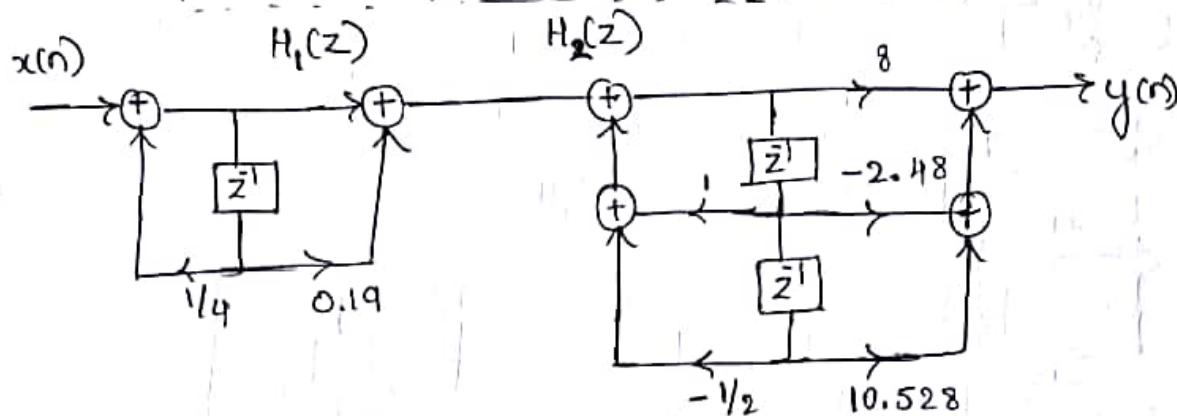 H₁(Z) H₂(Z)
x(n) + + + 8 + y(n)
z⁻¹ z⁻¹
+ 1 -2.48 +
1/4 0.19
z⁻¹
-1/2 10.528